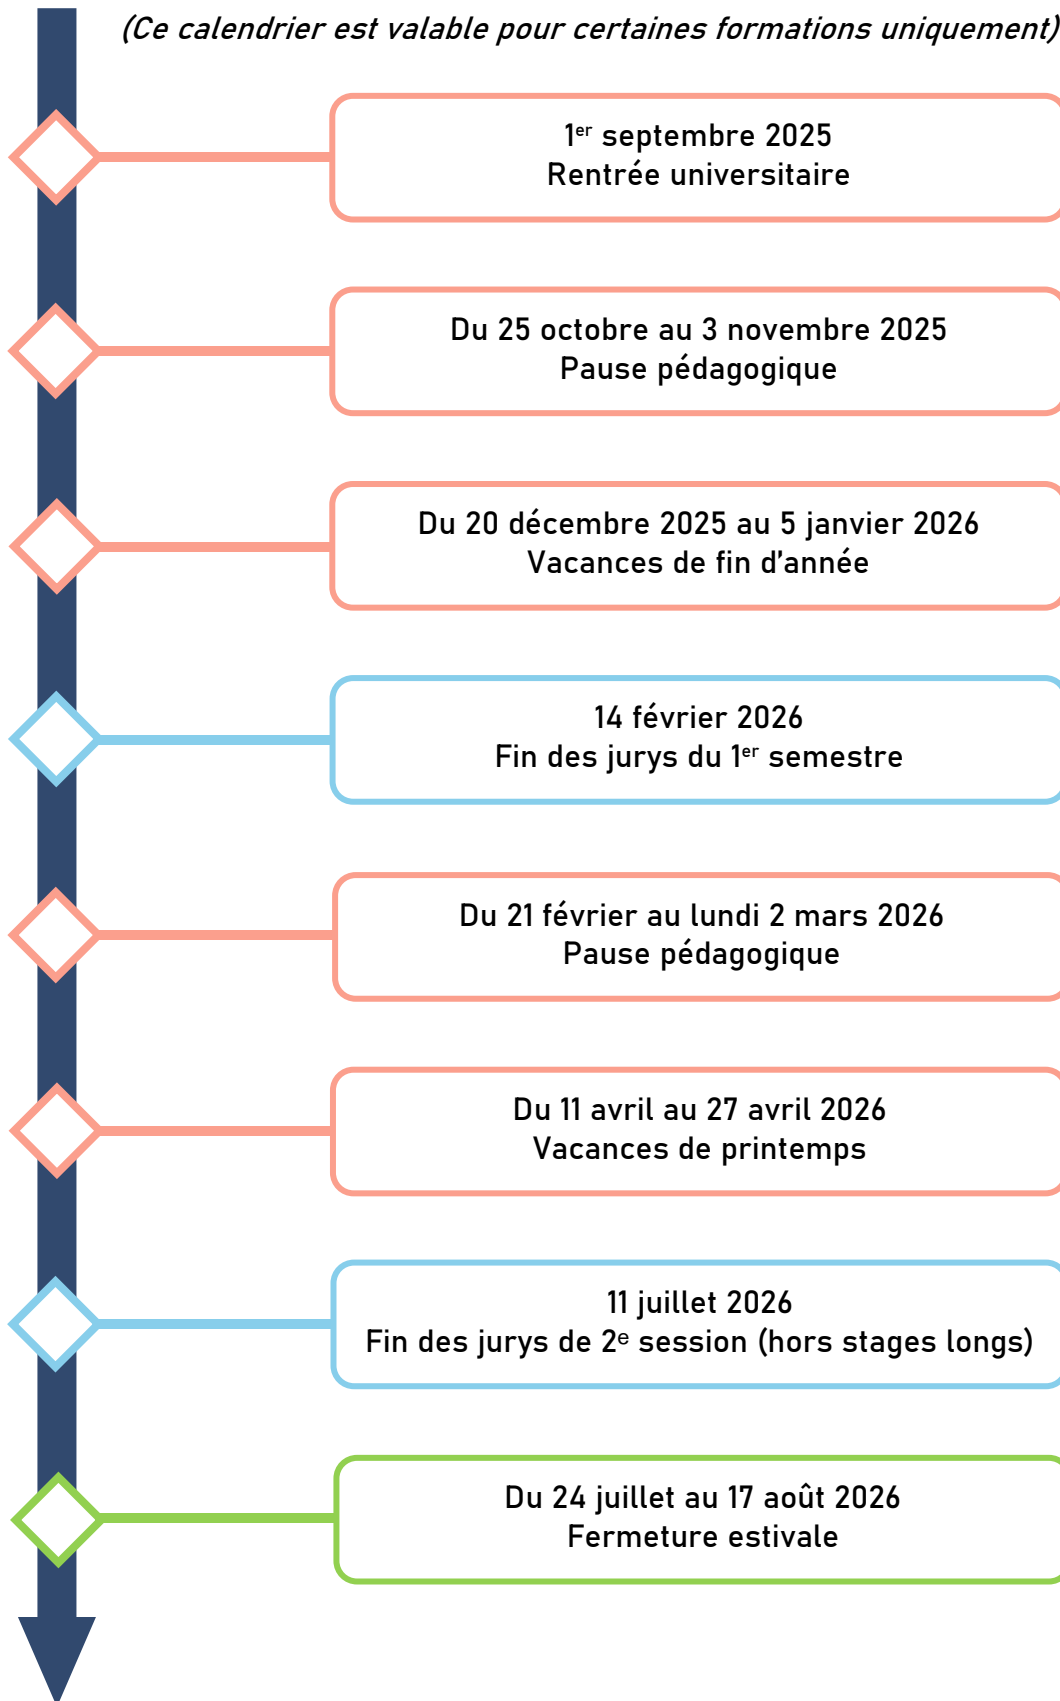 (Ce calendrier est valable pour certaines formations uniquement)
1er septembre 2025
Rentrée universitaire
Du 25 octobre au 3 novembre 2025
Pause pédagogique
Du 20 décembre 2025 au 5 janvier 2026
Vacances de fin d'année
14 février 2026
Fin des jurys du 1er semestre
Du 21 février au lundi 2 mars 2026
Pause pédagogique
Du 11 avril au 27 avril 2026
Vacances de printemps
11 juillet 2026
Fin des jurys de 2e session (hors stages longs)
Du 24 juillet au 17 août 2026
Fermeture estivale